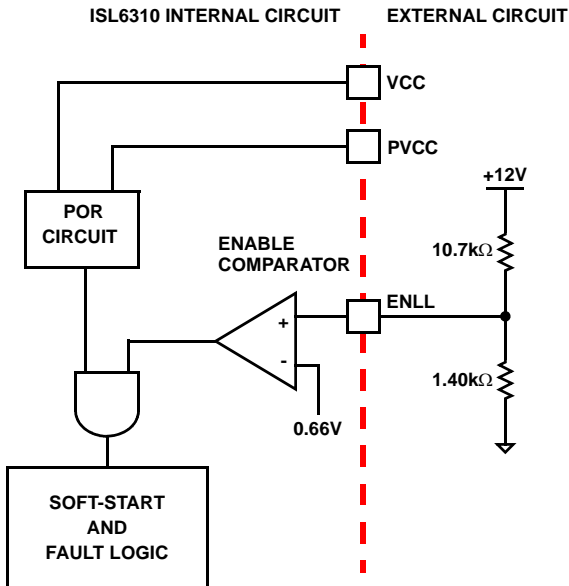 ISL6310 INTERNAL CIRCUIT
EXTERNAL CIRCUIT
VCC
PVCC
+12V
POR
CIRCUIT
10.7kΩ
ENABLE
COMPARATOR
ENLL
+
-
1.40kΩ
0.66V
SOFT-START
AND
FAULT LOGIC